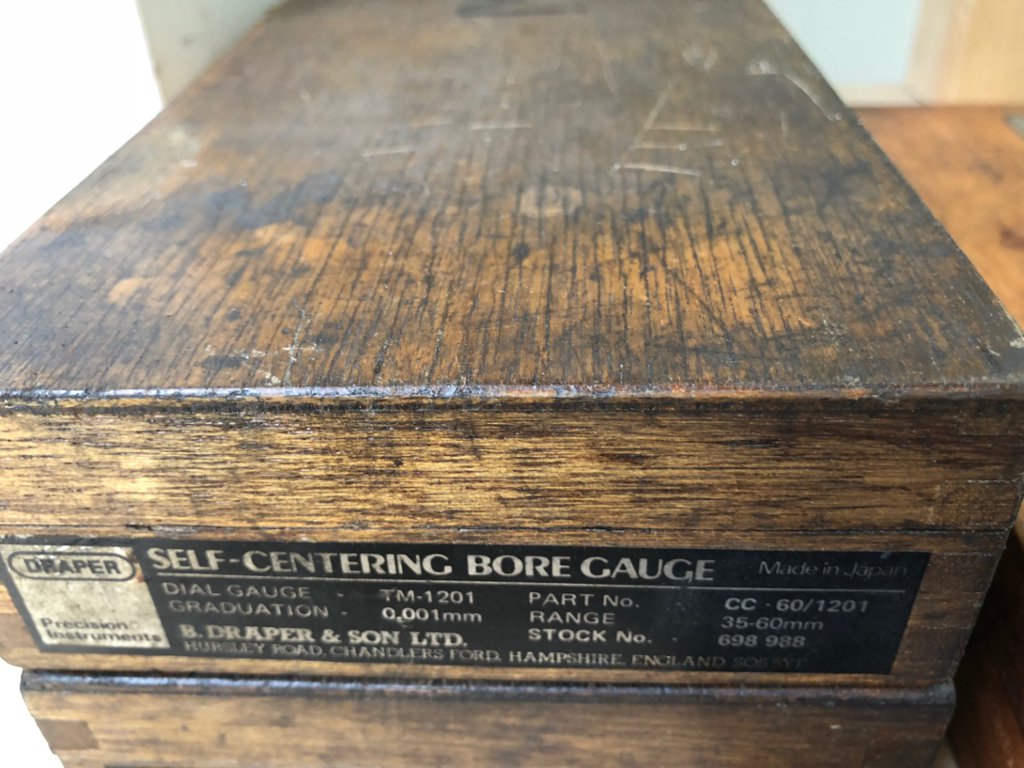 DRAPER
Precision
Instruments
SELF-CENTERING BORE GAUGE Made in Japan
DIAL GAUGE - TM-1201 PART No. CC - 60/1201
GRADUATION - 0.001mm RANGE 35-60mm
B. DRAPER & SON LTD. STOCK No. - 698 988
HURSLEY ROAD, CHANDLERS FORD, HAMPSHIRE, ENGLAND